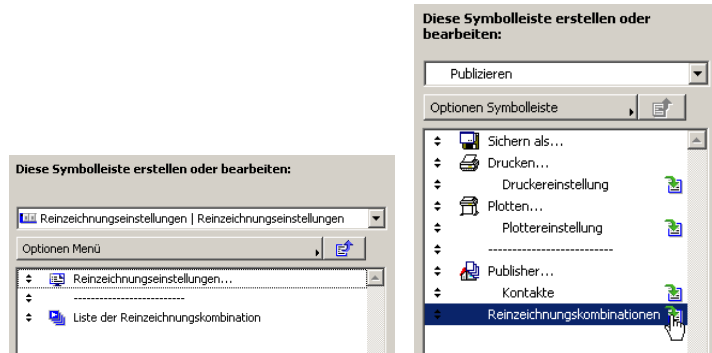 Diese Symbolleiste erstellen oder bearbeiten:
Reinzeichnungseinstellungen | Reinzeichnungseinstellungen
Optionen Menü
Reinzeichnungseinstellungen...
--------------------------
Liste der Reinzeichnungskombination
Diese Symbolleiste erstellen oder
bearbeiten:
Publizieren
Optionen Symbolleiste
Sichern als...
Drucken...
Druckereinstellung
Plotten...
Plottereinstellung
--------------------------
Publisher...
Kontakte
Reinzeichnungskombinationen